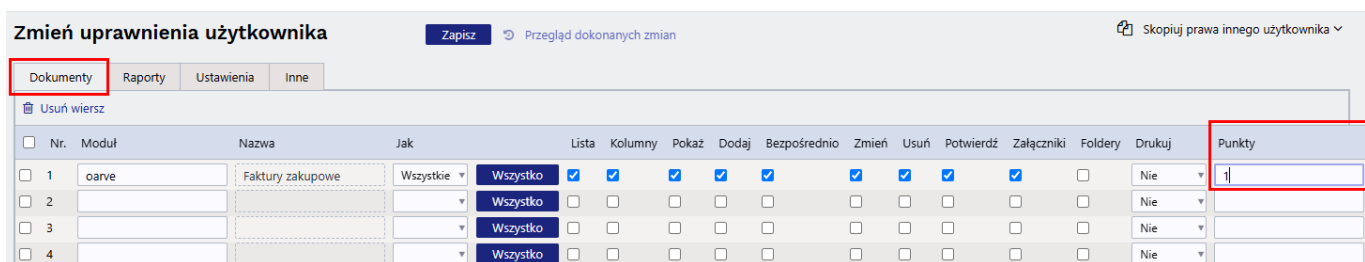 Zmień uprawnienia użytkownika Zapisz Przegląd dokonanych zmian Skopiuj prawa innego użytkownika
Dokumenty Raporty Ustawienia Inne
Usuń wiersz
Nr. Moduł Nazwa Jak Lista Kolumny Pokaż Dodaj Bezpośrednio Zmień Usuń Potwierdź Załączniki Foldery Drukuj Punkty
1 oarve Faktury zakupowe Wszystkie Wszystko Nie 1
2 Wszystko Nie
3 Wszystko Nie
4 Wszystko Nie